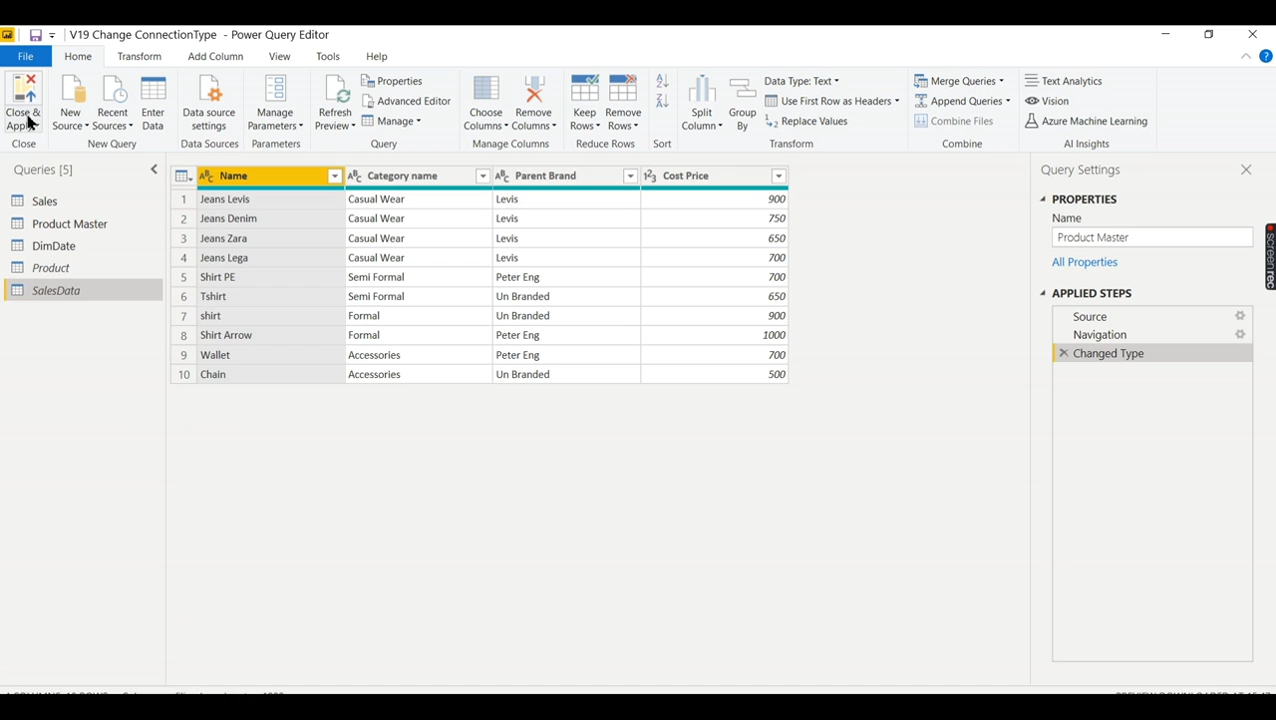 V19 Change ConnectionType - Power Query Editor
File Home Transform Add Column View Tools Help
Close & Apply
New Source
Recent Sources
Enter Data
Data source settings
Manage Parameters
Refresh Preview
Properties
Advanced Editor
Manage
Choose Columns
Remove Columns
Keep Rows
Remove Rows
Split Column
Group By
Data Type: Text
Use First Row as Headers
Replace Values
Merge Queries
Append Queries
Combine Files
Text Analytics
Vision
Azure Machine Learning
Close New Query Data Sources Parameters Query Manage Columns Reduce Rows Sort Transform Combine AI Insights
Queries [5]
Sales
Product Master
DimDate
Product
SalesData
ABC Name ABC Category name ABC Parent Brand 123 Cost Price
1 Jeans Levis Casual Wear Levis 900
2 Jeans Denim Casual Wear Levis 750
3 Jeans Zara Casual Wear Levis 650
4 Jeans Lega Casual Wear Levis 700
5 Shirt PE Semi Formal Peter Eng 700
6 Tshirt Semi Formal Un Branded 650
7 shirt Formal Un Branded 900
8 Shirt Arrow Formal Peter Eng 1000
9 Wallet Accessories Peter Eng 700
10 Chain Accessories Un Branded 500
Query Settings
PROPERTIES
Name
Product Master
All Properties
APPLIED STEPS
Source
Navigation
Changed Type
screenrec